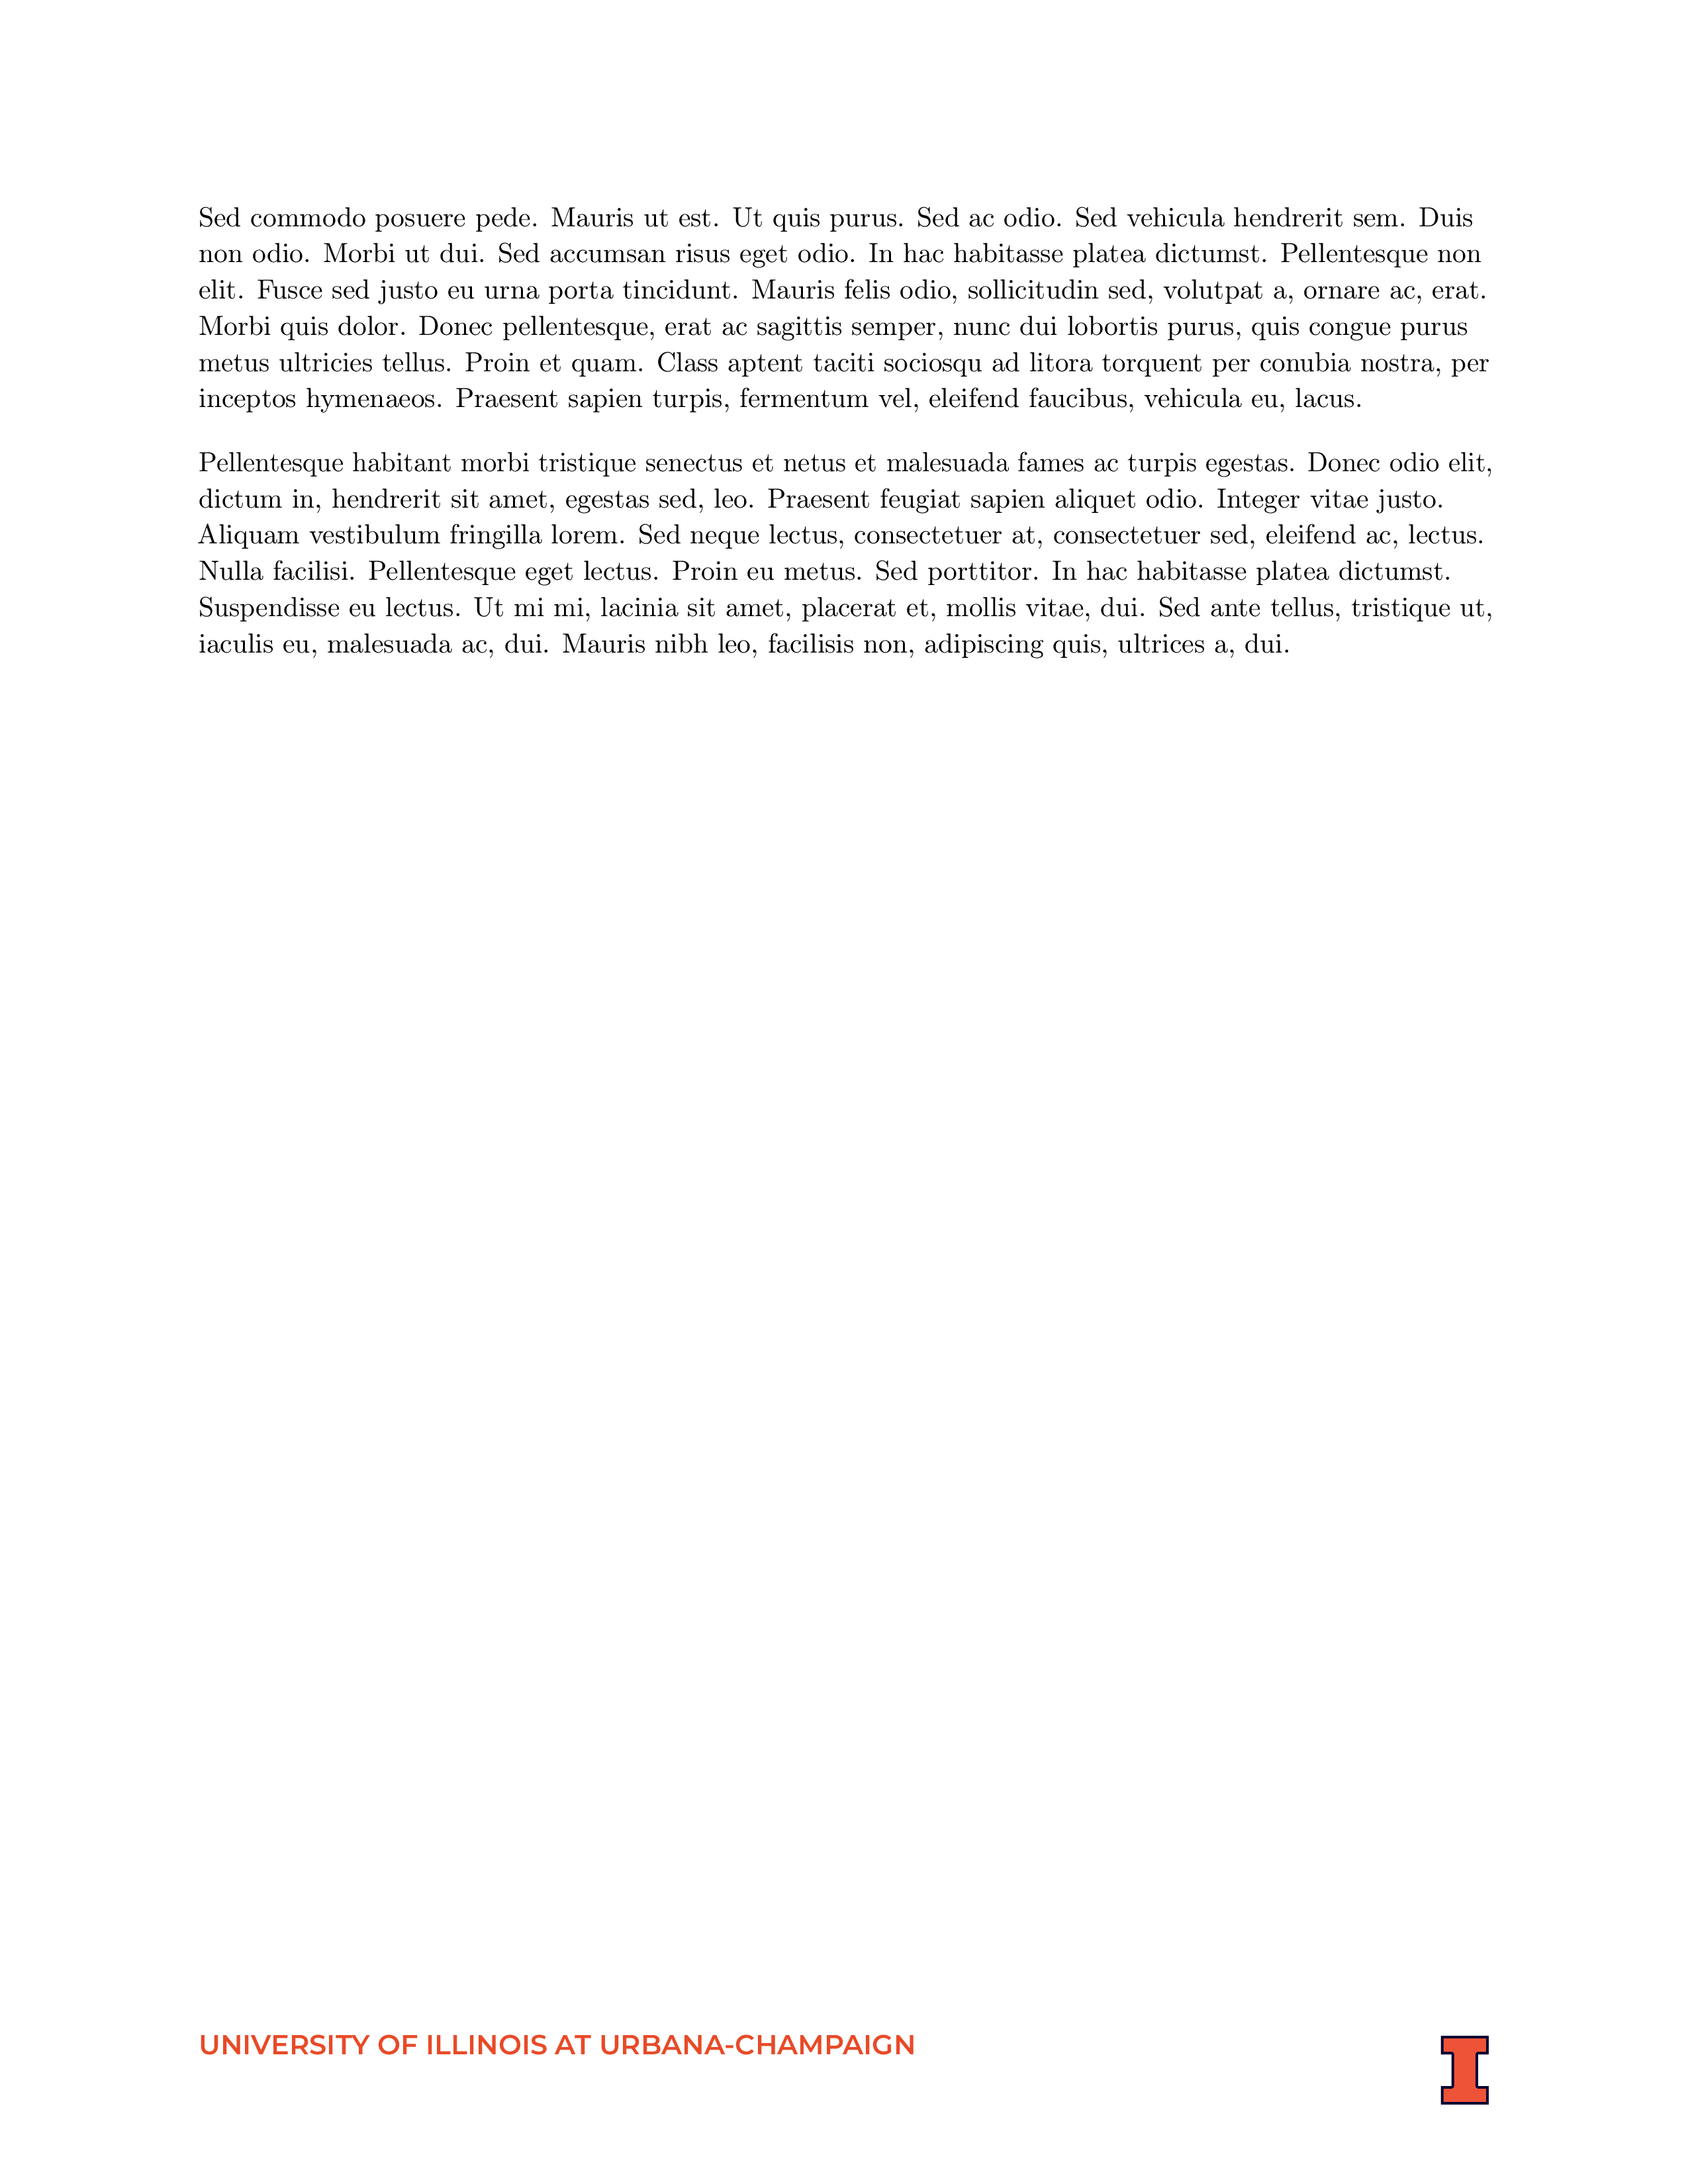 Sed commodo posuere pede. Mauris ut est. Ut quis purus. Sed ac odio. Sed vehicula hendrerit sem. Duis
non odio. Morbi ut dui. Sed accumsan risus eget odio. In hac habitasse platea dictumst. Pellentesque non
elit. Fusce sed justo eu urna porta tincidunt. Mauris felis odio, sollicitudin sed, volutpat a, ornare ac, erat.
Morbi quis dolor. Donec pellentesque, erat ac sagittis semper, nunc dui lobortis purus, quis congue purus
metus ultricies tellus. Proin et quam. Class aptent taciti sociosqu ad litora torquent per conubia nostra, per
inceptos hymenaeos. Praesent sapien turpis, fermentum vel, eleifend faucibus, vehicula eu, lacus.
Pellentesque habitant morbi tristique senectus et netus et malesuada fames ac turpis egestas. Donec odio elit,
dictum in, hendrerit sit amet, egestas sed, leo. Praesent feugiat sapien aliquet odio. Integer vitae justo.
Aliquam vestibulum fringilla lorem. Sed neque lectus, consectetuer at, consectetuer sed, eleifend ac, lectus.
Nulla facilisi. Pellentesque eget lectus. Proin eu metus. Sed porttitor. In hac habitasse platea dictumst.
Suspendisse eu lectus. Ut mi mi, lacinia sit amet, placerat et, mollis vitae, dui. Sed ante tellus, tristique ut,
iaculis eu, malesuada ac, dui. Mauris nibh leo, facilisis non, adipiscing quis, ultrices a, dui.
UNIVERSITY OF ILLINOIS AT URBANA-CHAMPAIGN
I